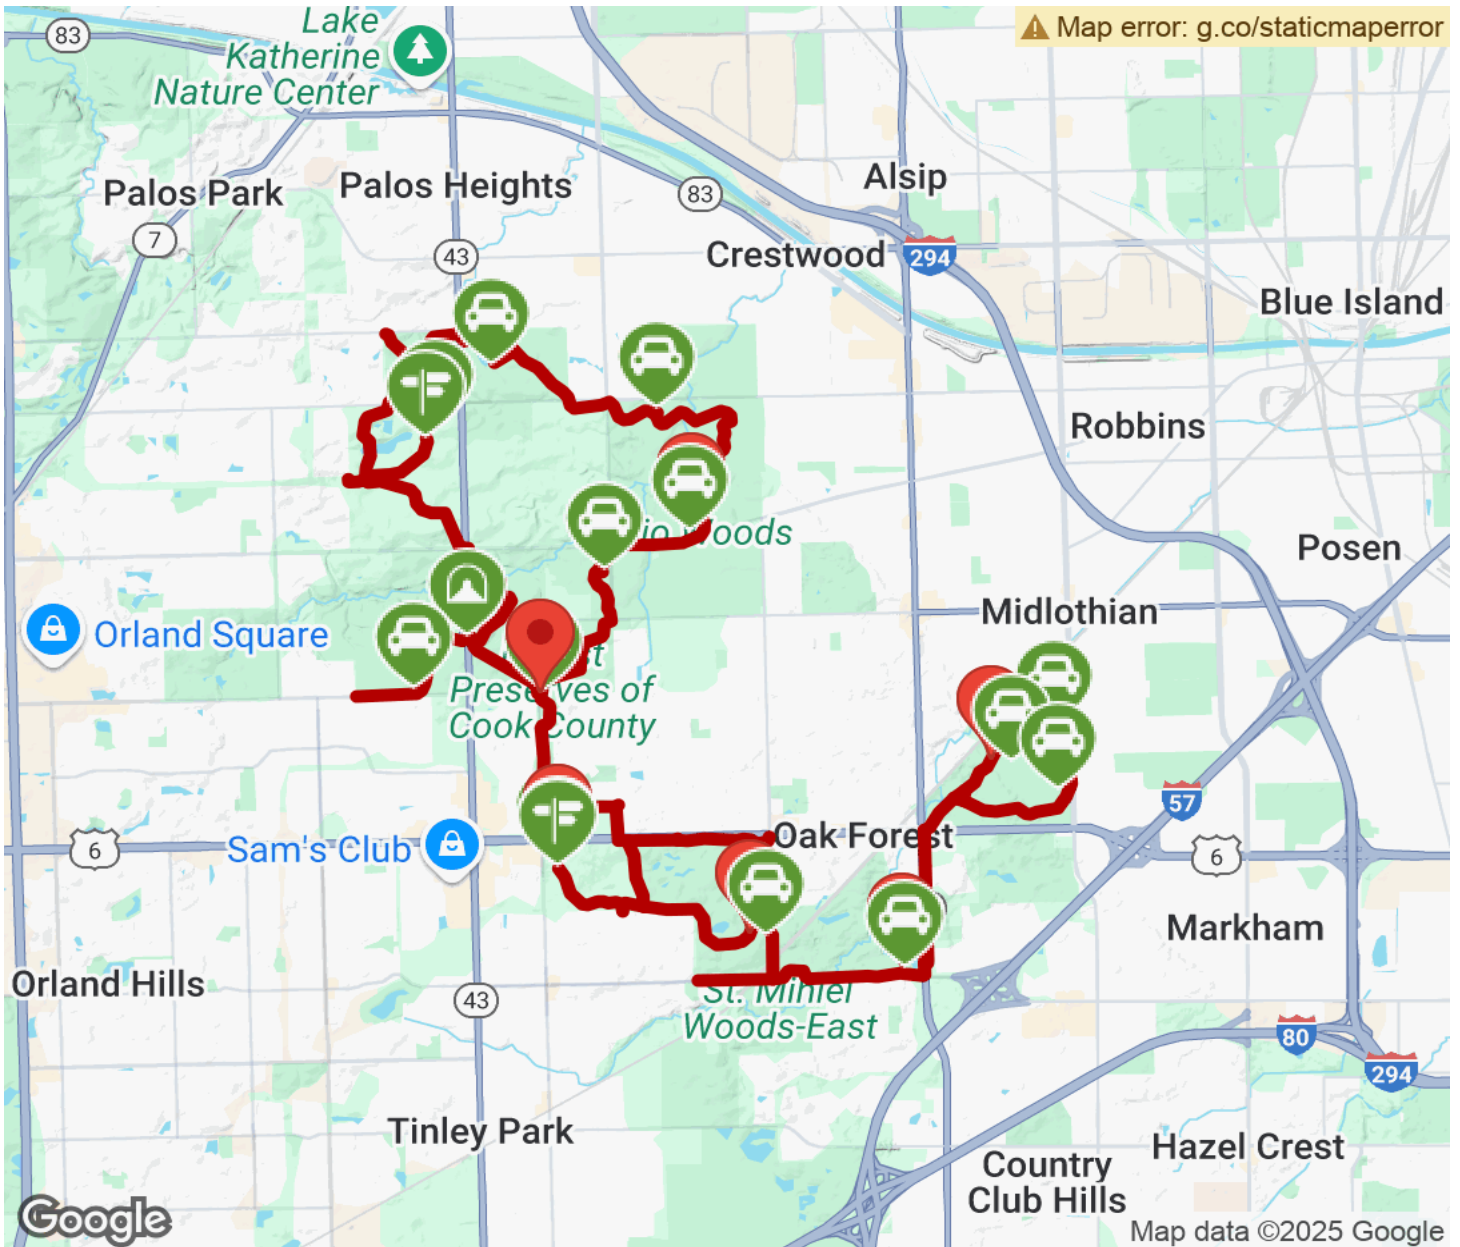 83
Lake
Katherine
Nature Center
Map error: g.co/staticmaperror
Palos Park
Palos Heights
83
Alsip
7
43
Crestwood
294
Blue Island
Robbins
Woods
Posen
Orland Square
Midlothian
Preserves of
Cook County
57
6
Sam's Club
Oak Forest
6
Markham
Orland Hills
43
St. Mihiel
Woods-East
80
294
Tinley Park
Hazel Crest
Country
Club Hills
Google
Map data ©2025 Google